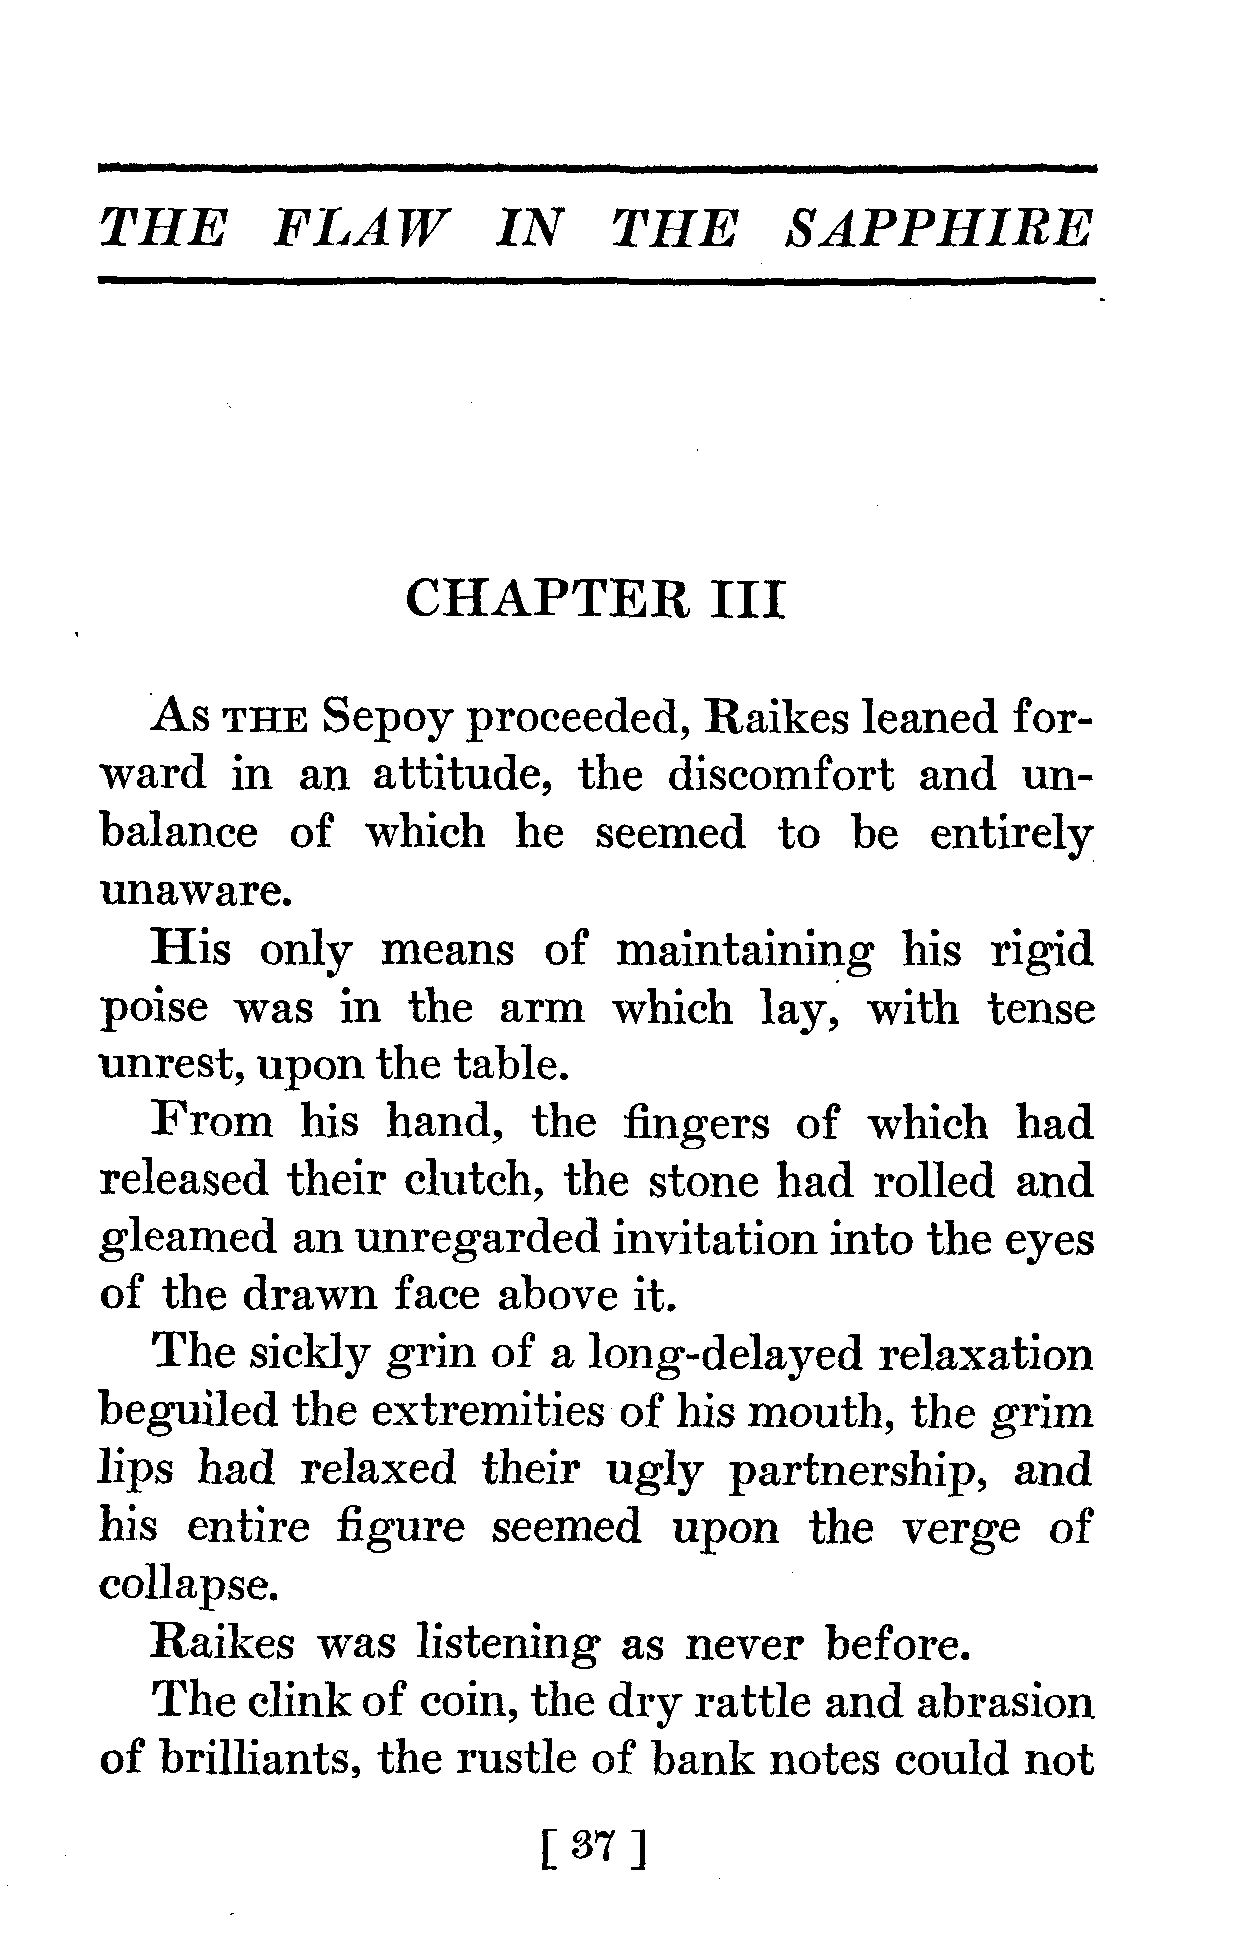 THE FLAW IN THE SAPPHIRE
CHAPTER III
As THE Sepoy proceeded, Raikes leaned for-
ward in an attitude, the discomfort and un-
balance of which he seemed to be entirely
unaware.
His only means of maintaining his rigid
poise was in the arm which lay, with tense
unrest, upon the table.
From his hand, the fingers of which had
released their clutch, the stone had rolled and
gleamed an unregarded invitation into the eyes
of the drawn face above it.
The sickly grin of a long-delayed relaxation
beguiled the extremities of his mouth, the grim
lips had relaxed their ugly partnership, and
his entire figure seemed upon the verge of
collapse.
Raikes was listening as never before.
The clink of coin, the dry rattle and abrasion
of brilliants, the rustle of bank notes could not
[ 37 ]